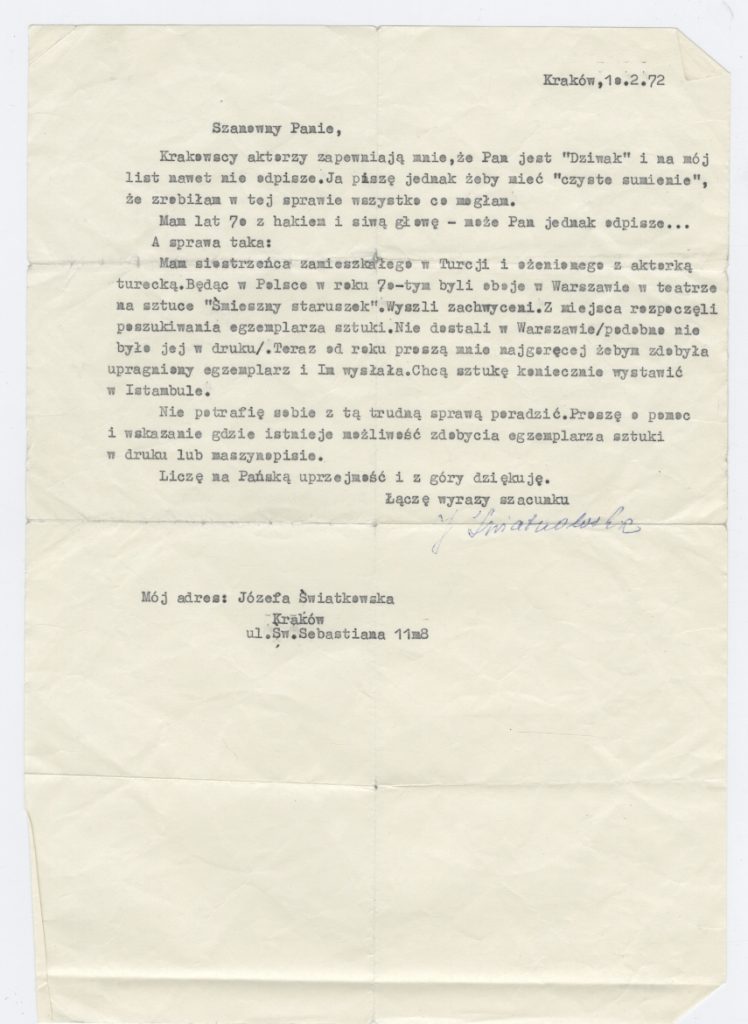 Kraków,10.2.72
Szanowny Panie,
Krakowscy aktorzy zapewniają mnie,że Pan jest "Dziwak" i na mój
list nawet nie odpisze.Ja piszę jednak żeby mieć "czyste sumienie",
że zrobiłam w tej sprawie wszystko co mogłam.
Mam lat 70 z hakiem i siwą głowę - może Pan jednak odpisze...
A sprawa taka:
Mam siostrzeńca zamieszkałego w Turcji i ożenionego z aktorką
turecką.Będąc w Polsce w roku 70-tym byli oboje w Warszawie w teatrze
na sztuce "Śmieszny staruszek".Wyszli zachwyceni.Z miejsca rozpoczęli
poszukiwania egzemplarza sztuki.Nie dostali w Warszawie/podobno nie
było jej w druku/.Teraz od roku proszą mnie najgoręcej żebym zdobyła
upragniony egzemplarz i Im wysłała.Chcą sztukę koniecznie wystawić
w Istambule.
Nie potrafię sobie z tą trudną sprawą poradzić.Proszę o pomoc
i wskazanie gdzie istnieje możliwość zdobycia egzemplarza sztuki
w druku lub maszynopisie.
Liczę na Pańską uprzejmość i z góry dziękuję.
Łączę wyrazy szacunku
J Światkowska
Mój adres: Józefa Światkowska
Kraków
ul.Św.Sebastiana 11m8